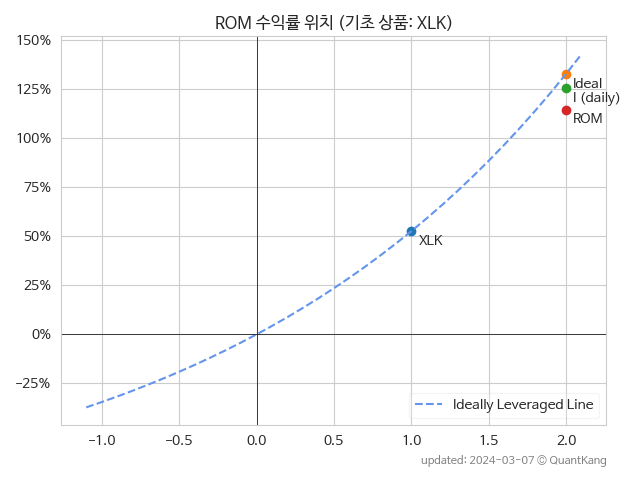 ROM 수익률 위치 (기초 상품: XLK)
150%
125%
100%
75%
50%
25%
0%
−25%
Ideal
I (daily)
ROM
XLK
Ideally Leveraged Line
−1.0
−0.5
0.0
0.5
1.0
1.5
2.0
updated: 2024-03-07 © QuantKang